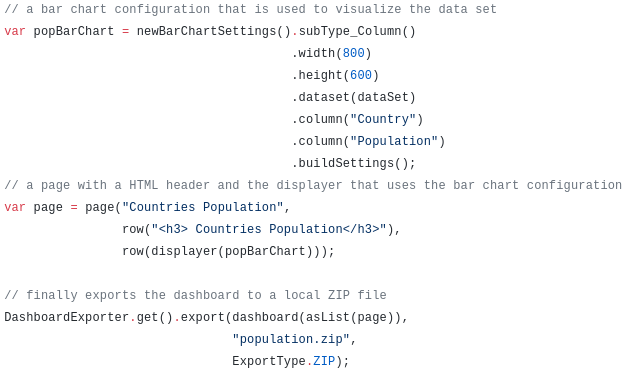 // a bar chart configuration that is used to visualize the data set
var popBarChart = newBarChartSettings().subType_Column()
                                       .width(800)
                                       .height(600)
                                       .dataset(dataSet)
                                       .column("Country")
                                       .column("Population")
                                       .buildSettings();
// a page with a HTML header and the displayer that uses the bar chart configuration
var page = page("Countries Population",
                row("<h3> Countries Population</h3>"),
                row(displayer(popBarChart)));

// finally exports the dashboard to a local ZIP file
DashboardExporter.get().export(dashboard(asList(page)),
                               "population.zip",
                               ExportType.ZIP);